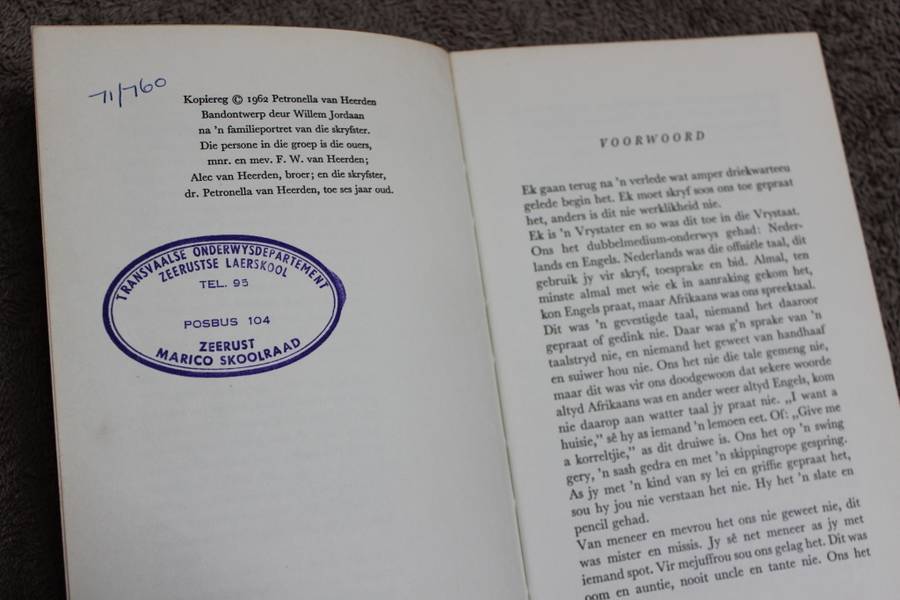 71/760
Kopiereg © 1962 Petronella van Heerden
Bandontwerp deur Willem Jordaan
na 'n familieportret van die skryfster.
Die persone in die groep is die ouers,
mnr. en mev. F. W. van Heerden;
Alec van Heerden, broer; en die skryfster,
dr. Petronella van Heerden, toe ses jaar oud.
TRANSVAALSE ONDERWYSDEPARTEMENT
ZEERUSTSE LAERSKOOL
TEL. 95
POSBUS 104
ZEERUST
MARICO SKOOLRAAD
VOORWOORD
Ek gaan terug na 'n verlede wat amper driekwarteeu
gelede begin het. Ek moet skryf soos ons toe gepraat
het, anders is dit nie werklikheid nie.
Ek is 'n Vrystater en so was dit toe in die Vrystaat.
Ons het dubbelmedium-onderwys gehad: Neder-
lands en Engels. Nederlands was die offisiële taal, dit
gebruik jy vir skryf, toesprake en bid. Almal, ten
minste almal met wie ek in aanraking gekom het,
kon Engels praat, maar Afrikaans was ons spreektaal.
Dit was 'n gevestigde taal, niemand het daaroor
gepraat of gedink nie. Daar was g'n sprake van 'n
taalstryd nie, en niemand het geweet van handhaaf
en suiwer hou nie. Ons het nie die tale gemeng nie,
maar dit was vir ons doodgewoon dat sekere woorde
altyd Afrikaans was en ander weer altyd Engels, kom
nie daarop aan watter taal jy praat nie. „I want a
huisie,” sê hy as iemand 'n lemoen eet. Of: „Give me
a korreltjie,” as dit druiwe is. Ons het op 'n swing
gery, 'n sash gedra en met 'n skippingrope gespring.
As jy met 'n kind van sy lei en griffie gepraat het,
sou hy jou nie verstaan het nie. Hy het 'n slate en
pencil gehad.
Van meneer en mevrou het ons nie geweet nie, dit
was mister en missis. Jy sê net meneer as jy met
iemand spot. Vir mejuffrou sou ons gelag het. Dit was
oom en auntie, nooit uncle en tante nie. Ons het